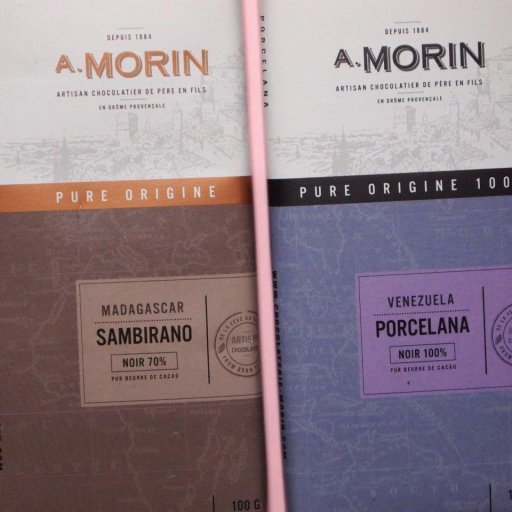 DEPUIS 1884
A. MORIN
ARTISAN CHOCOLATIER DE PÈRE EN FILS
EN DRÔME PROVENÇALE
PURE ORIGINE
MADAGASCAR
SAMBIRANO
NOIR 70%
PUR BEURRE DE CACAO
ARTISAN
CHOCOLATIER
100 G
PORCELANA
DEPUIS 1884
A. MORIN
ARTISAN CHOCOLATIER DE PÈRE EN FILS
EN DRÔME PROVENÇALE
PURE ORIGINE 100
VENEZUELA
PORCELANA
NOIR 100%
PUR BEURRE DE CACAO